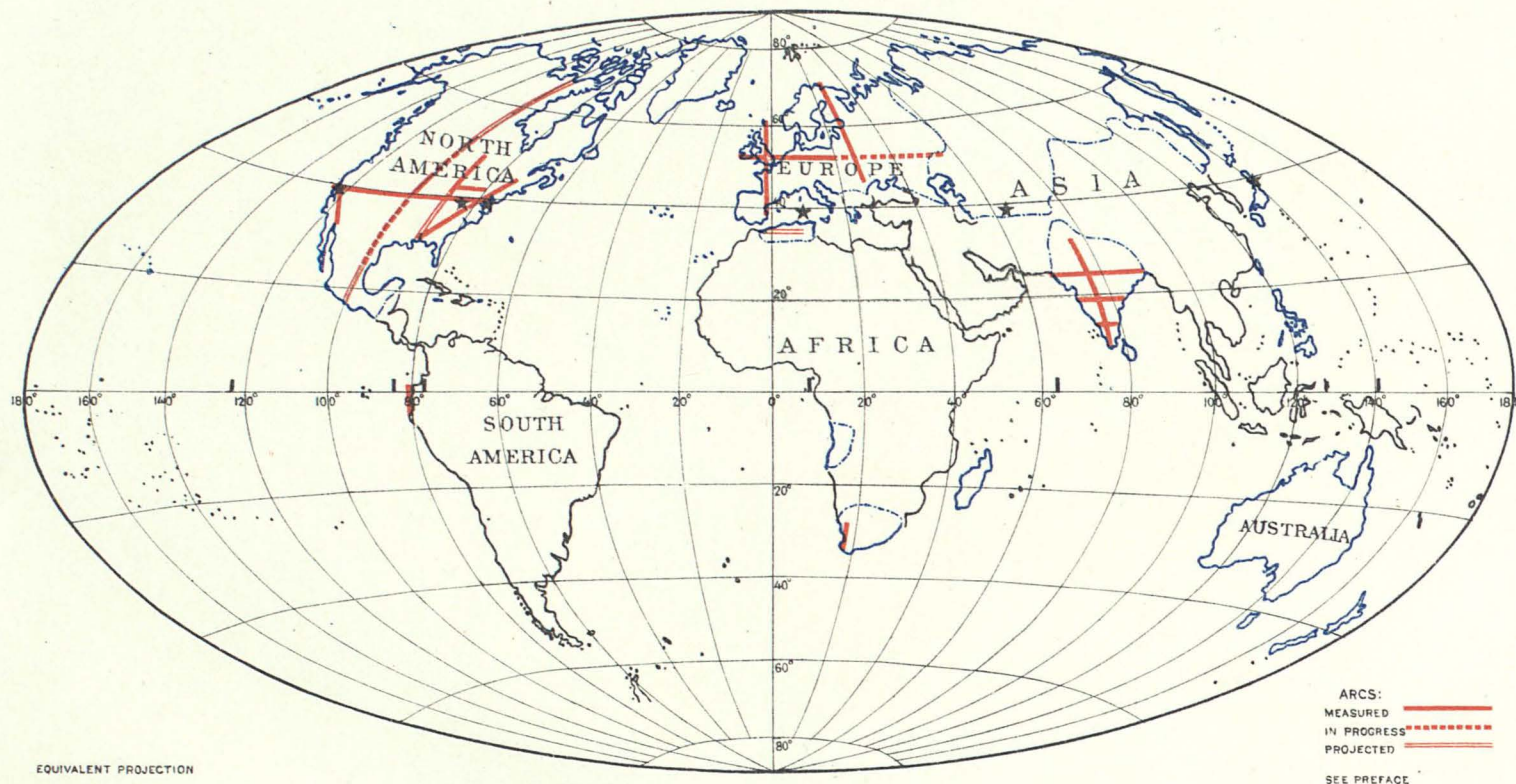 80°
60°
NORTH
AMERICA
EUROPE
ASIA
40°
20°
AFRICA
180° 160° 100° 80° 60° 40° 20° 0° 20° 40° 60° 80° 100° 120° 140° 160° 180°
SOUTH
AMERICA
20°
AUSTRALIA
40°
60°
80°
ARCS:
MEASURED
IN PROGRESS
PROJECTED
EQUIVALENT PROJECTION
SEE PREFACE